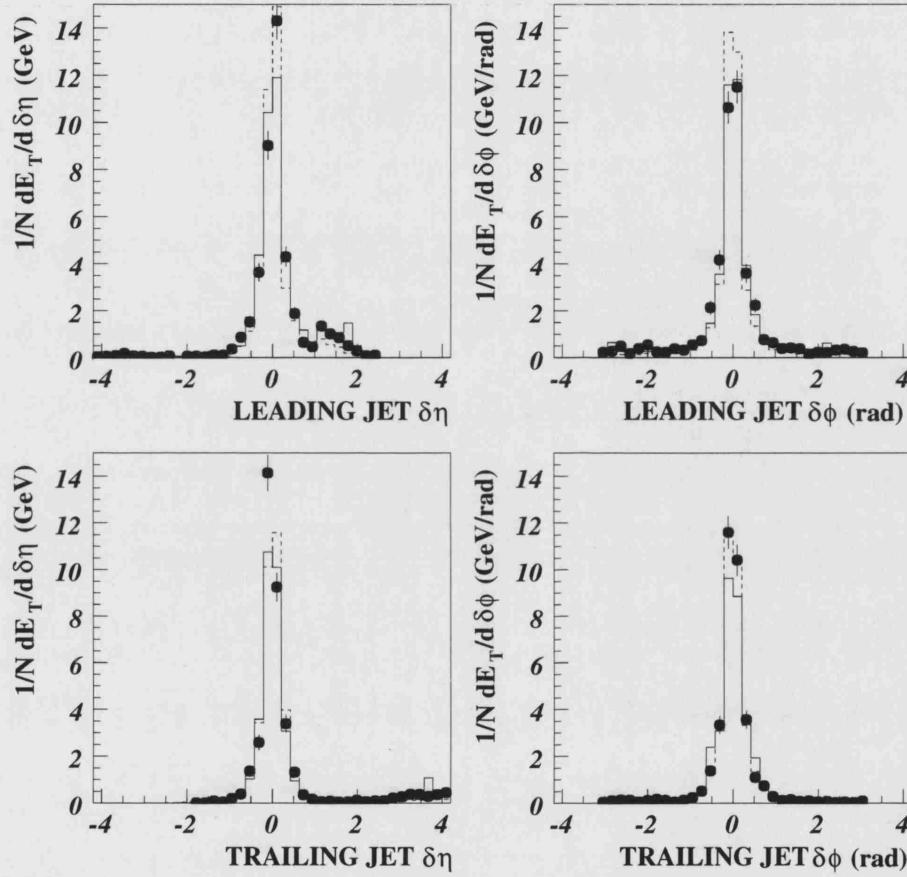 1/N dE_T/d δη (GeV)
14
12
10
8
6
4
2
0
-4 -2 0 2 4
LEADING JET δη
1/N dE_T/d δϕ (GeV/rad)
14
12
10
8
6
4
2
0
-4 -2 0 2 4
LEADING JET δϕ (rad)
1/N dE_T/d δη (GeV)
14
12
10
8
6
4
2
0
-4 -2 0 2 4
TRAILING JET δη
1/N dE_T/d δϕ (GeV/rad)
14
12
10
8
6
4
2
0
-4 -2 0 2 4
TRAILING JET δϕ (rad)